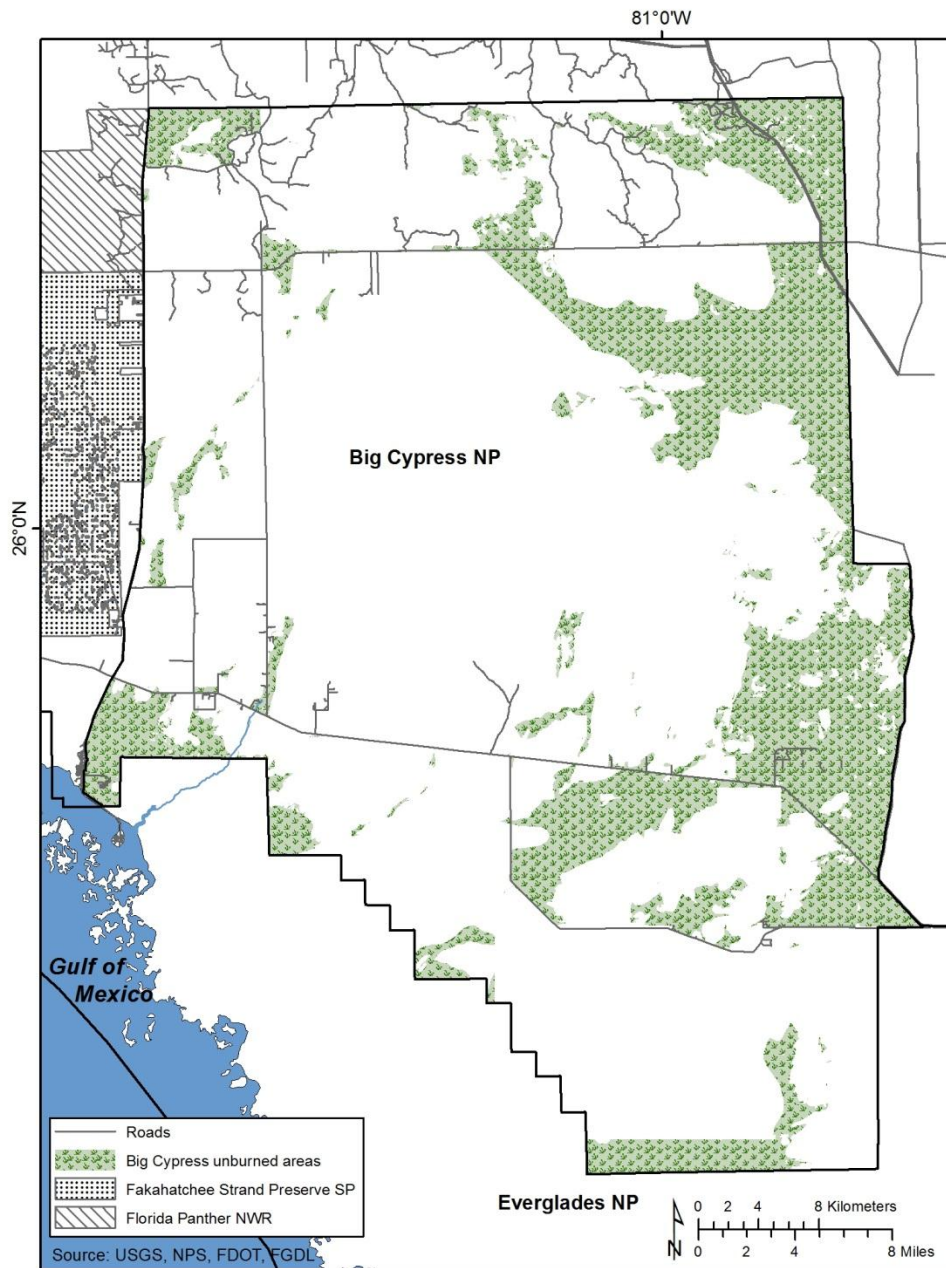 81°0'W
26°0'N
Big Cypress NP
Gulf of
Mexico
Everglades NP
Roads
Big Cypress unburned areas
Fakahatchee Strand Preserve SP
Florida Panther NWR
Source: USGS, NPS, FDOT, FGDL
N
0 2 4 8 Kilometers
0 2 4 8 Miles